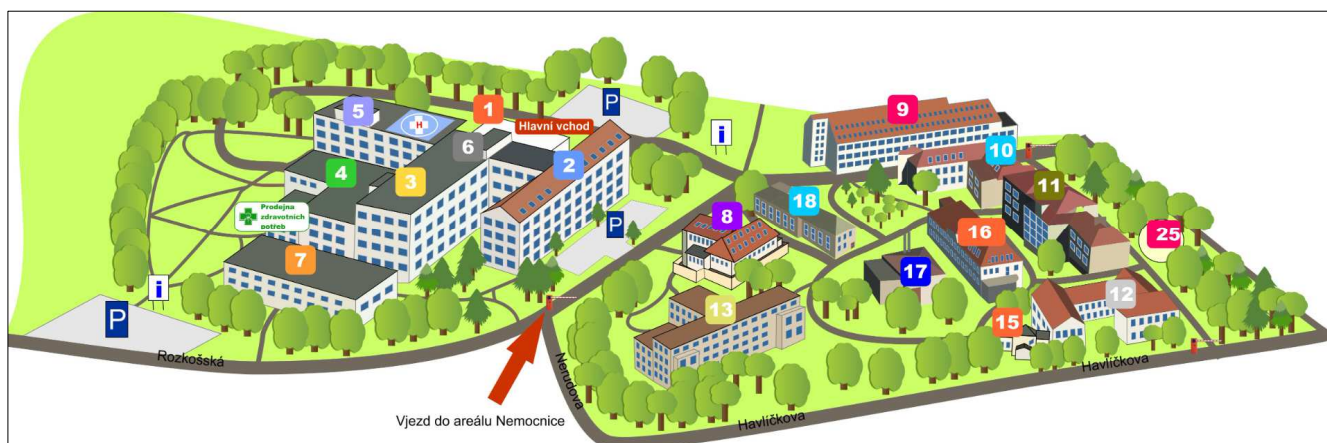 5
1
Hlavní vchod
P
i
9
H
6
2
10
4
3
11
Prodejna
zdravotních
potřeb
8
18
16
25
P
7
17
i
13
12
15
P
Rozkošská
Nerudova
Havlíčkova
Havlíčkova
Vjezd do areálu Nemocnice